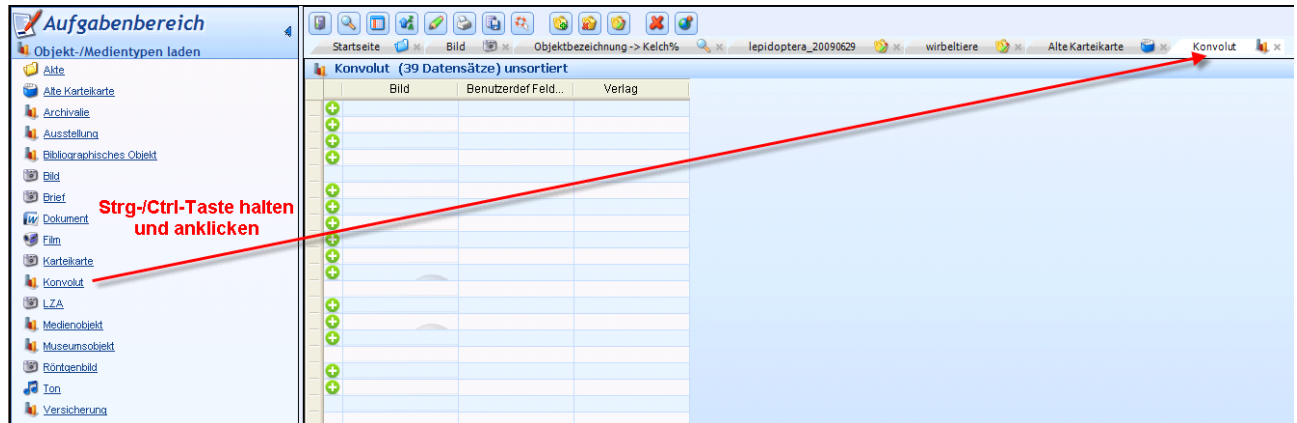 Aufgabenbereich
Objekt-/Medientypen laden
Akte
Alte Karteikarte
Archivalie
Ausstellung
Bibliographisches Objekt
Bild
Brief
Dokument
Film
Karteikarte
Konvolut
LZA
Medienobjekt
Museumsobjekt
Röntgenbild
Ton
Versicherung
Strg-/Ctrl-Taste halten
und anklicken
Startseite Bild Objektbezeichnung -> Kelch% lepidoptera_20090629 wirbeltiere Alte Karteikarte Konvolut
Konvolut (39 Datensätze) unsortiert
Bild Benutzerdef Feld... Verlag